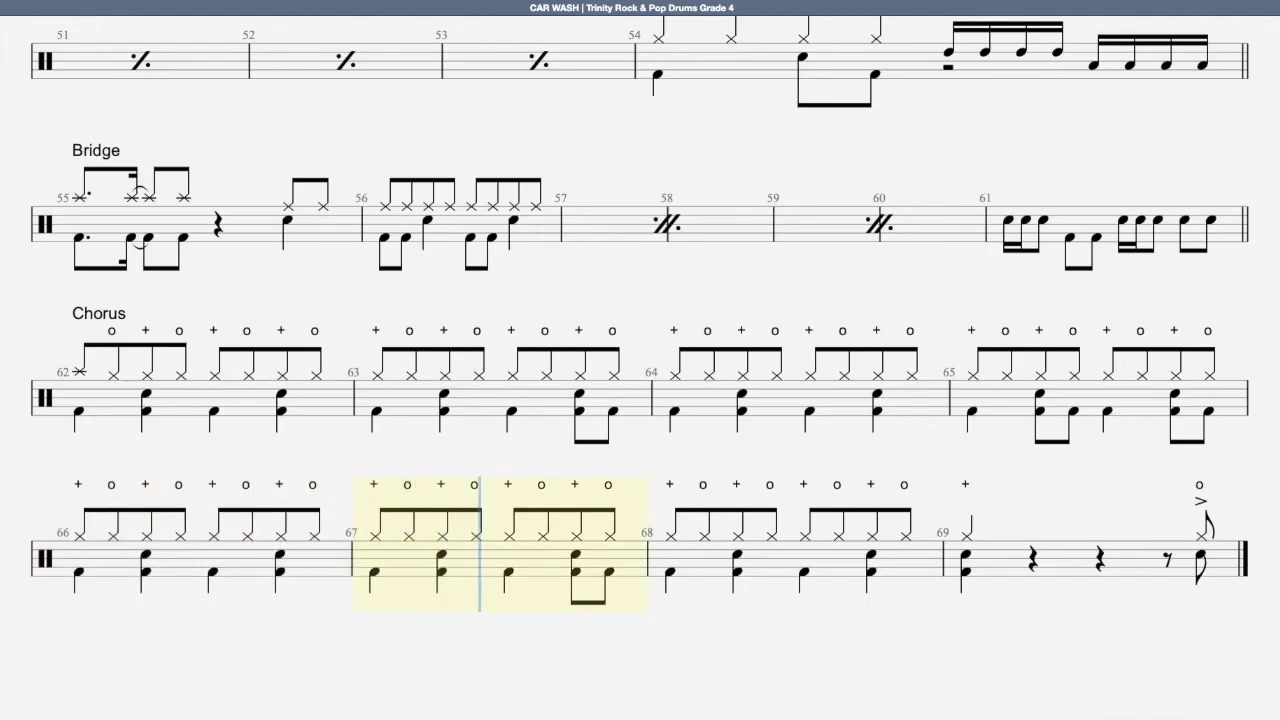 CAR WASH | Trinity Rock & Pop Drums Grade 4
51 52 53 54
Bridge
55 56 57 58 59 60 61
Chorus
o + o + o + o + o + o + o + o + o + o + o + o + o + o + o + o
62 63 64 65
+ o + o + o + o + o + o + o + o + o + o + o + o + o
>
66 67 68 69